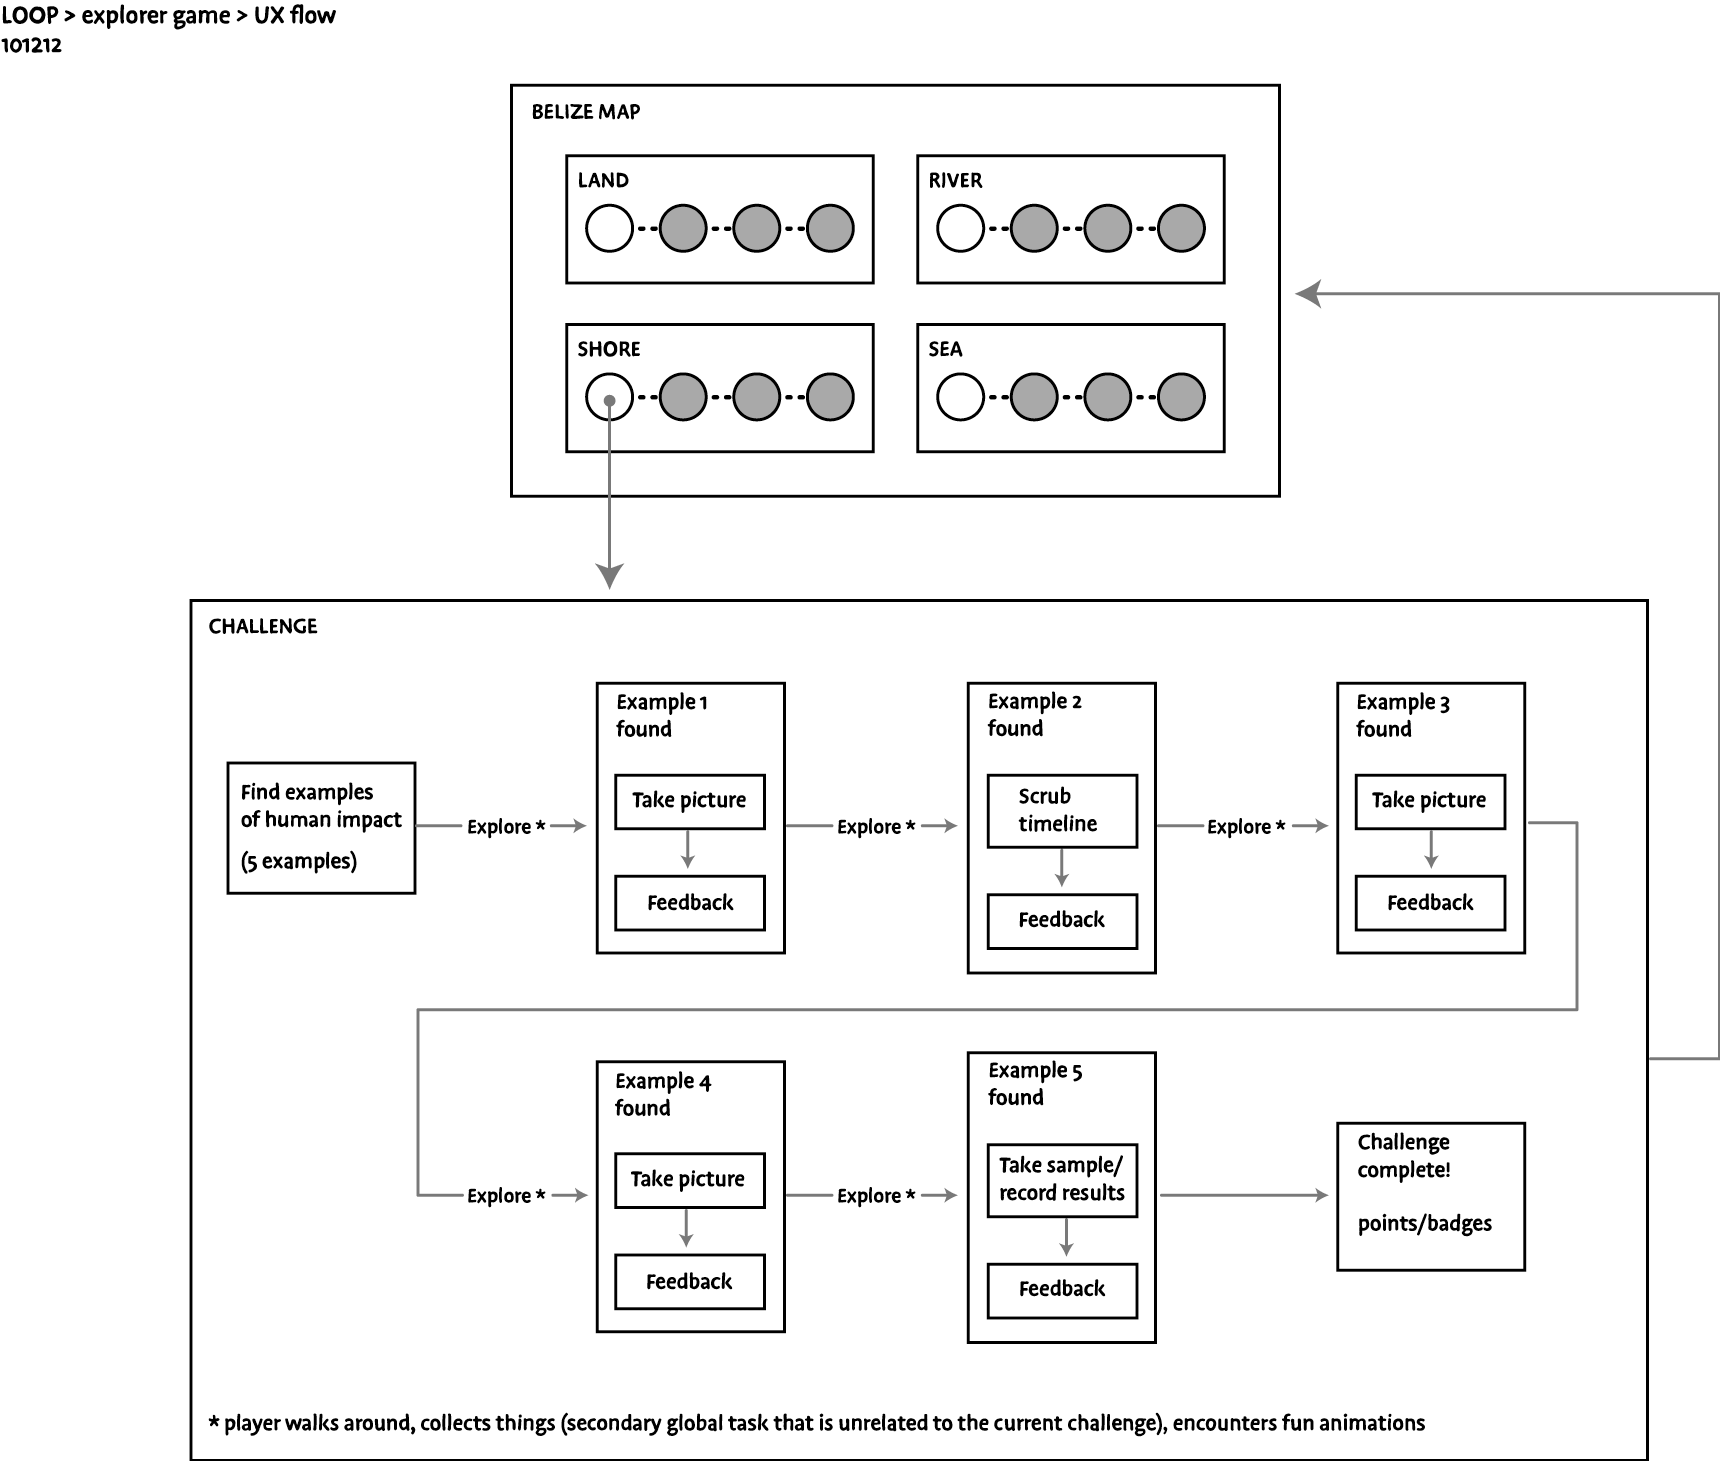 LOOP > explorer game > UX flow
101212
BELIZE MAP
LAND
RIVER
SHORE
SEA
CHALLENGE
Find examples
of human impact
(5 examples)
Explore *
Example 1
found
Take picture
Feedback
Explore *
Example 2
found
Scrub
timeline
Feedback
Explore *
Example 3
found
Take picture
Feedback
Explore *
Example 4
found
Take picture
Feedback
Explore *
Example 5
found
Take sample/
record results
Feedback
Challenge
complete!
points/badges
* player walks around, collects things (secondary global task that is unrelated to the current challenge), encounters fun animations